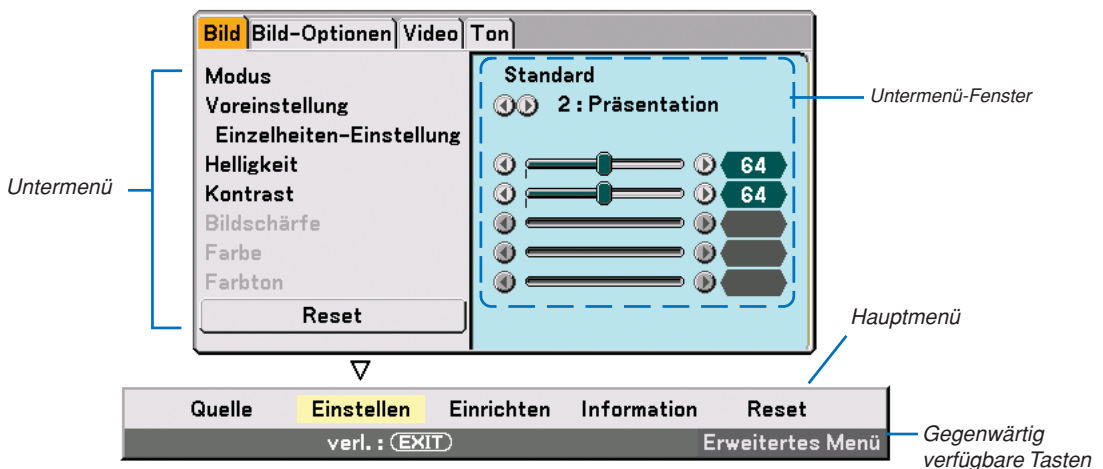 Bild Bild-Optionen Video Ton
Modus Standard
Voreinstellung 2 : Präsentation
Untermenü-Fenster
Einzelheiten-Einstellung
Helligkeit 64
Untermenü
Kontrast 64
Bildschärfe
Farbe
Farbton
Reset
Hauptmenü
Quelle Einstellen Einrichten Information Reset
verl. : (EXIT) Erweitertes Menü
Gegenwärtig
verfügbare Tasten